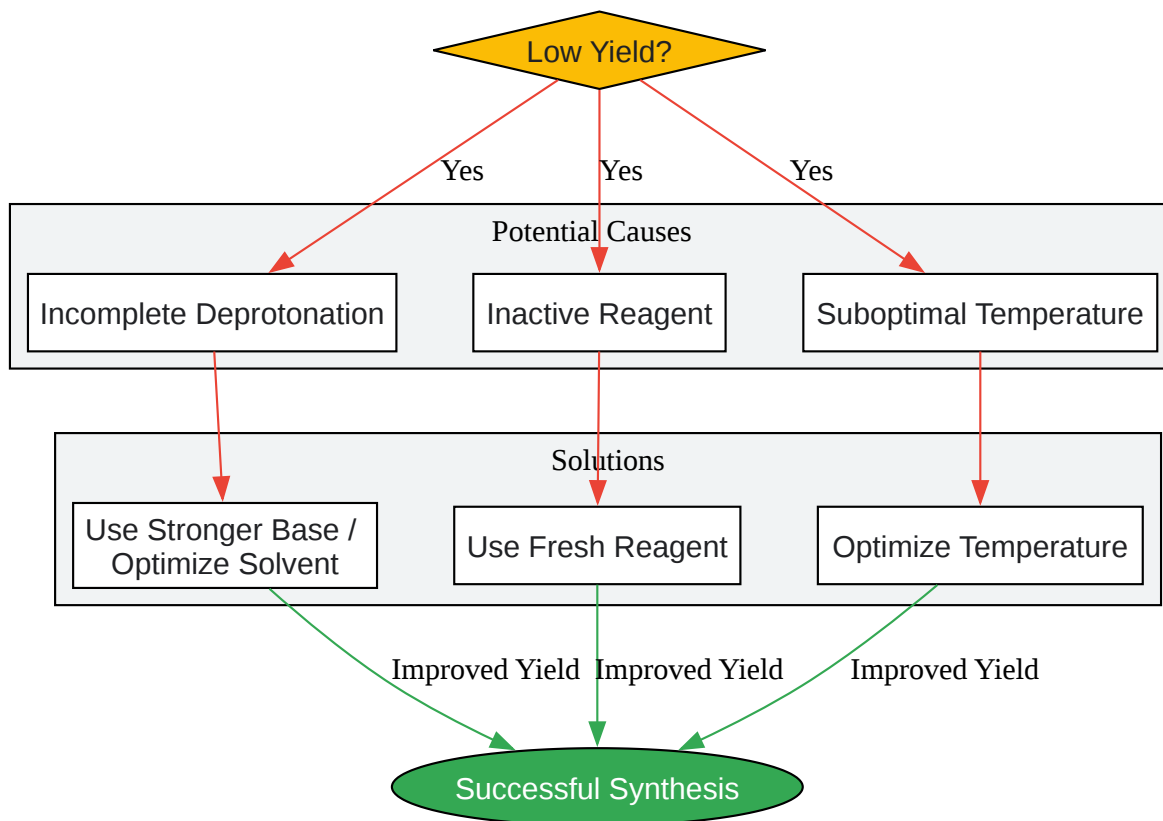 Low Yield?
Yes
Yes
Yes
Potential Causes
Incomplete Deprotonation
Inactive Reagent
Suboptimal Temperature
Solutions
Use Stronger Base /
Optimize Solvent
Use Fresh Reagent
Optimize Temperature
Improved Yield
Improved Yield
Improved Yield
Successful Synthesis